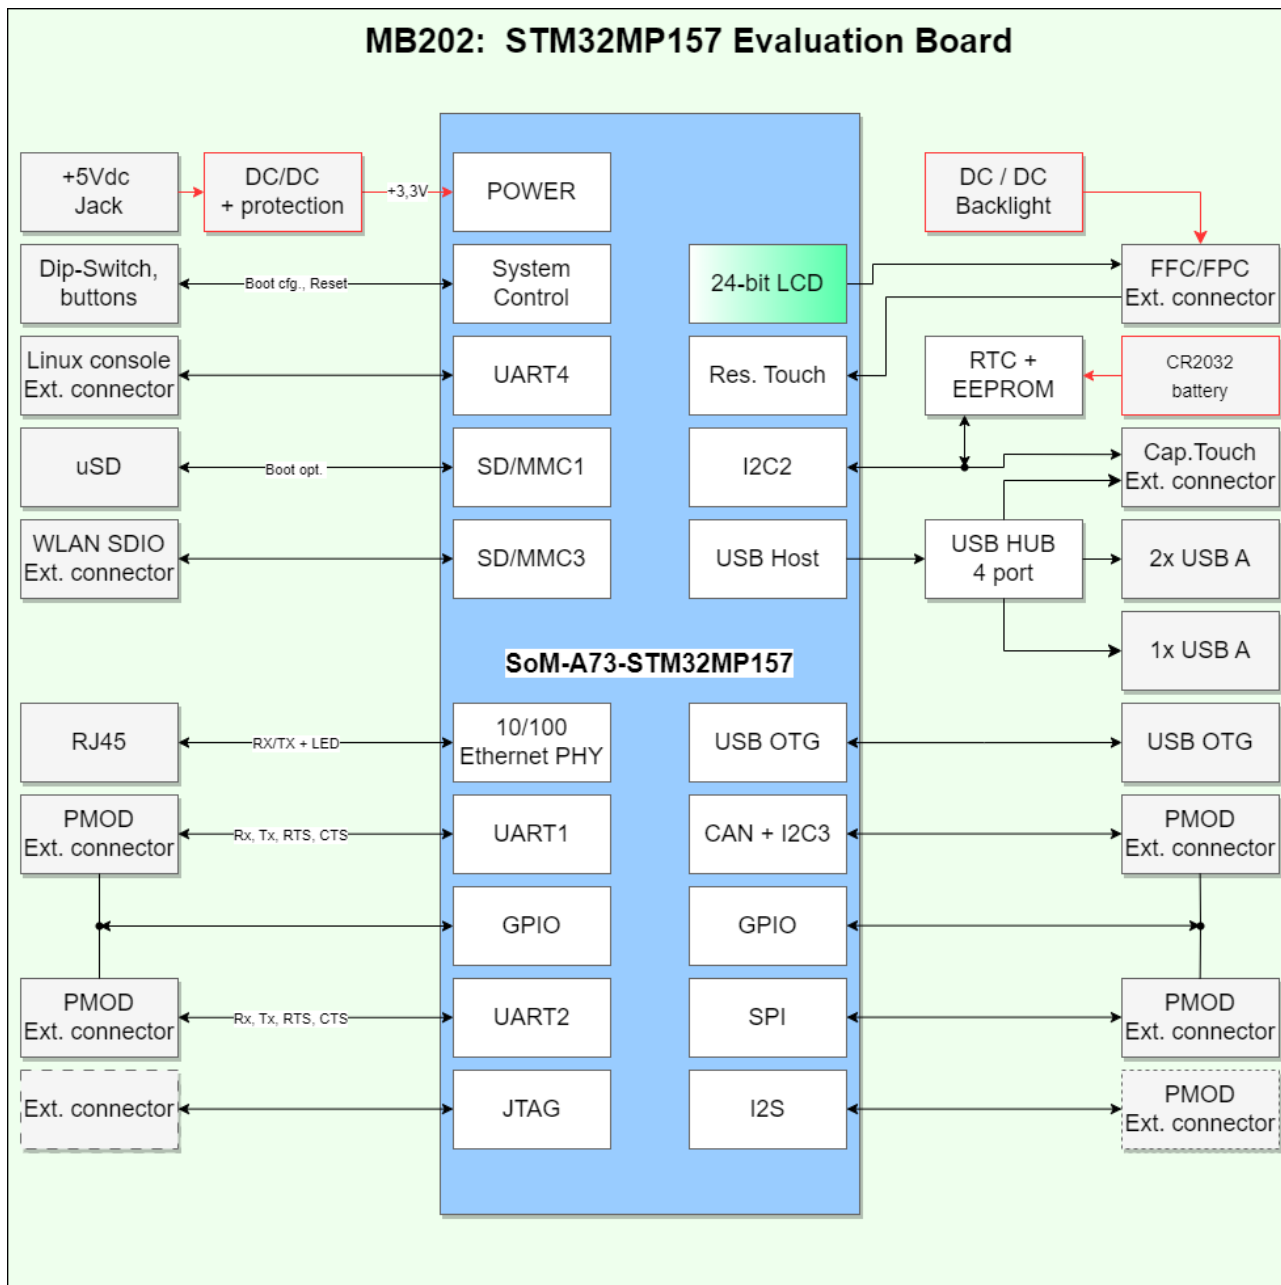 MB202:  STM32MP157 Evaluation Board
+5Vdc
Jack
DC/DC
+ protection
+3,3V
POWER
DC / DC
Backlight
Dip-Switch,
buttons
Boot cfg., Reset
System
Control
24-bit LCD
FFC/FPC
Ext. connector
Linux console
Ext. connector
UART4
Res. Touch
RTC +
EEPROM
CR2032
battery
uSD
Boot opt.
SD/MMC1
I2C2
Cap.Touch
Ext. connector
WLAN SDIO
Ext. connector
SD/MMC3
USB Host
USB HUB
4 port
2x USB A
1x USB A
SoM-A73-STM32MP157
RJ45
RX/TX + LED
10/100
Ethernet PHY
USB OTG
USB OTG
PMOD
Ext. connector
Rx, Tx, RTS, CTS
UART1
CAN + I2C3
PMOD
Ext. connector
GPIO
GPIO
PMOD
Ext. connector
Rx, Tx, RTS, CTS
UART2
SPI
PMOD
Ext. connector
Ext. connector
JTAG
I2S
PMOD
Ext. connector